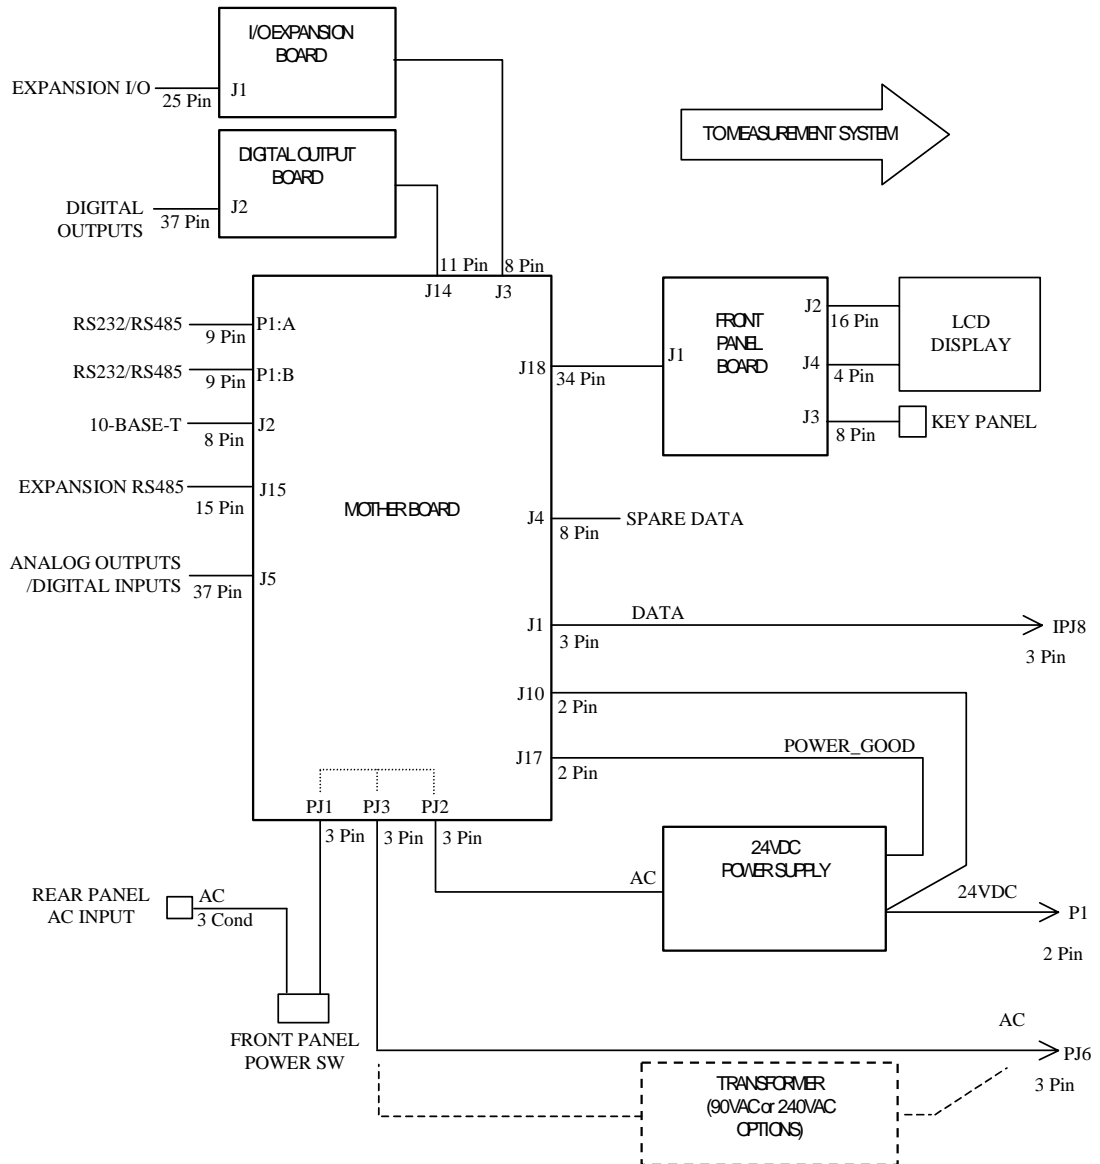 I/O EXPANSION
BOARD
EXPANSION I/O
J1
25 Pin
TO MEASUREMENT SYSTEM
DIGITAL OUTPUT
BOARD
DIGITAL
OUTPUTS
J2
37 Pin
11 Pin
8 Pin
J14
J3
RS232/RS485
P1:A
9 Pin
RS232/RS485
P1:B
9 Pin
10-BASE-T
J2
8 Pin
EXPANSION RS485
J15
15 Pin
ANALOG OUTPUTS
/DIGITAL INPUTS
J5
37 Pin
MOTHER BOARD
J18
34 Pin
J1
FRONT
PANEL
BOARD
J2
16 Pin
J4
4 Pin
J3
8 Pin
LCD
DISPLAY
KEY PANEL
J4
8 Pin
SPARE DATA
J1
3 Pin
DATA
IPJ8
3 Pin
J10
2 Pin
J17
2 Pin
POWER_GOOD
PJ1
PJ3
PJ2
3 Pin
3 Pin
3 Pin
24VDC
POWER SUPPLY
AC
24VDC
P1
2 Pin
REAR PANEL
AC INPUT
AC
3 Cond
FRONT PANEL
POWER SW
AC
PJ6
3 Pin
TRANSFORMER
(90VAC or 240VAC
OPTIONS)